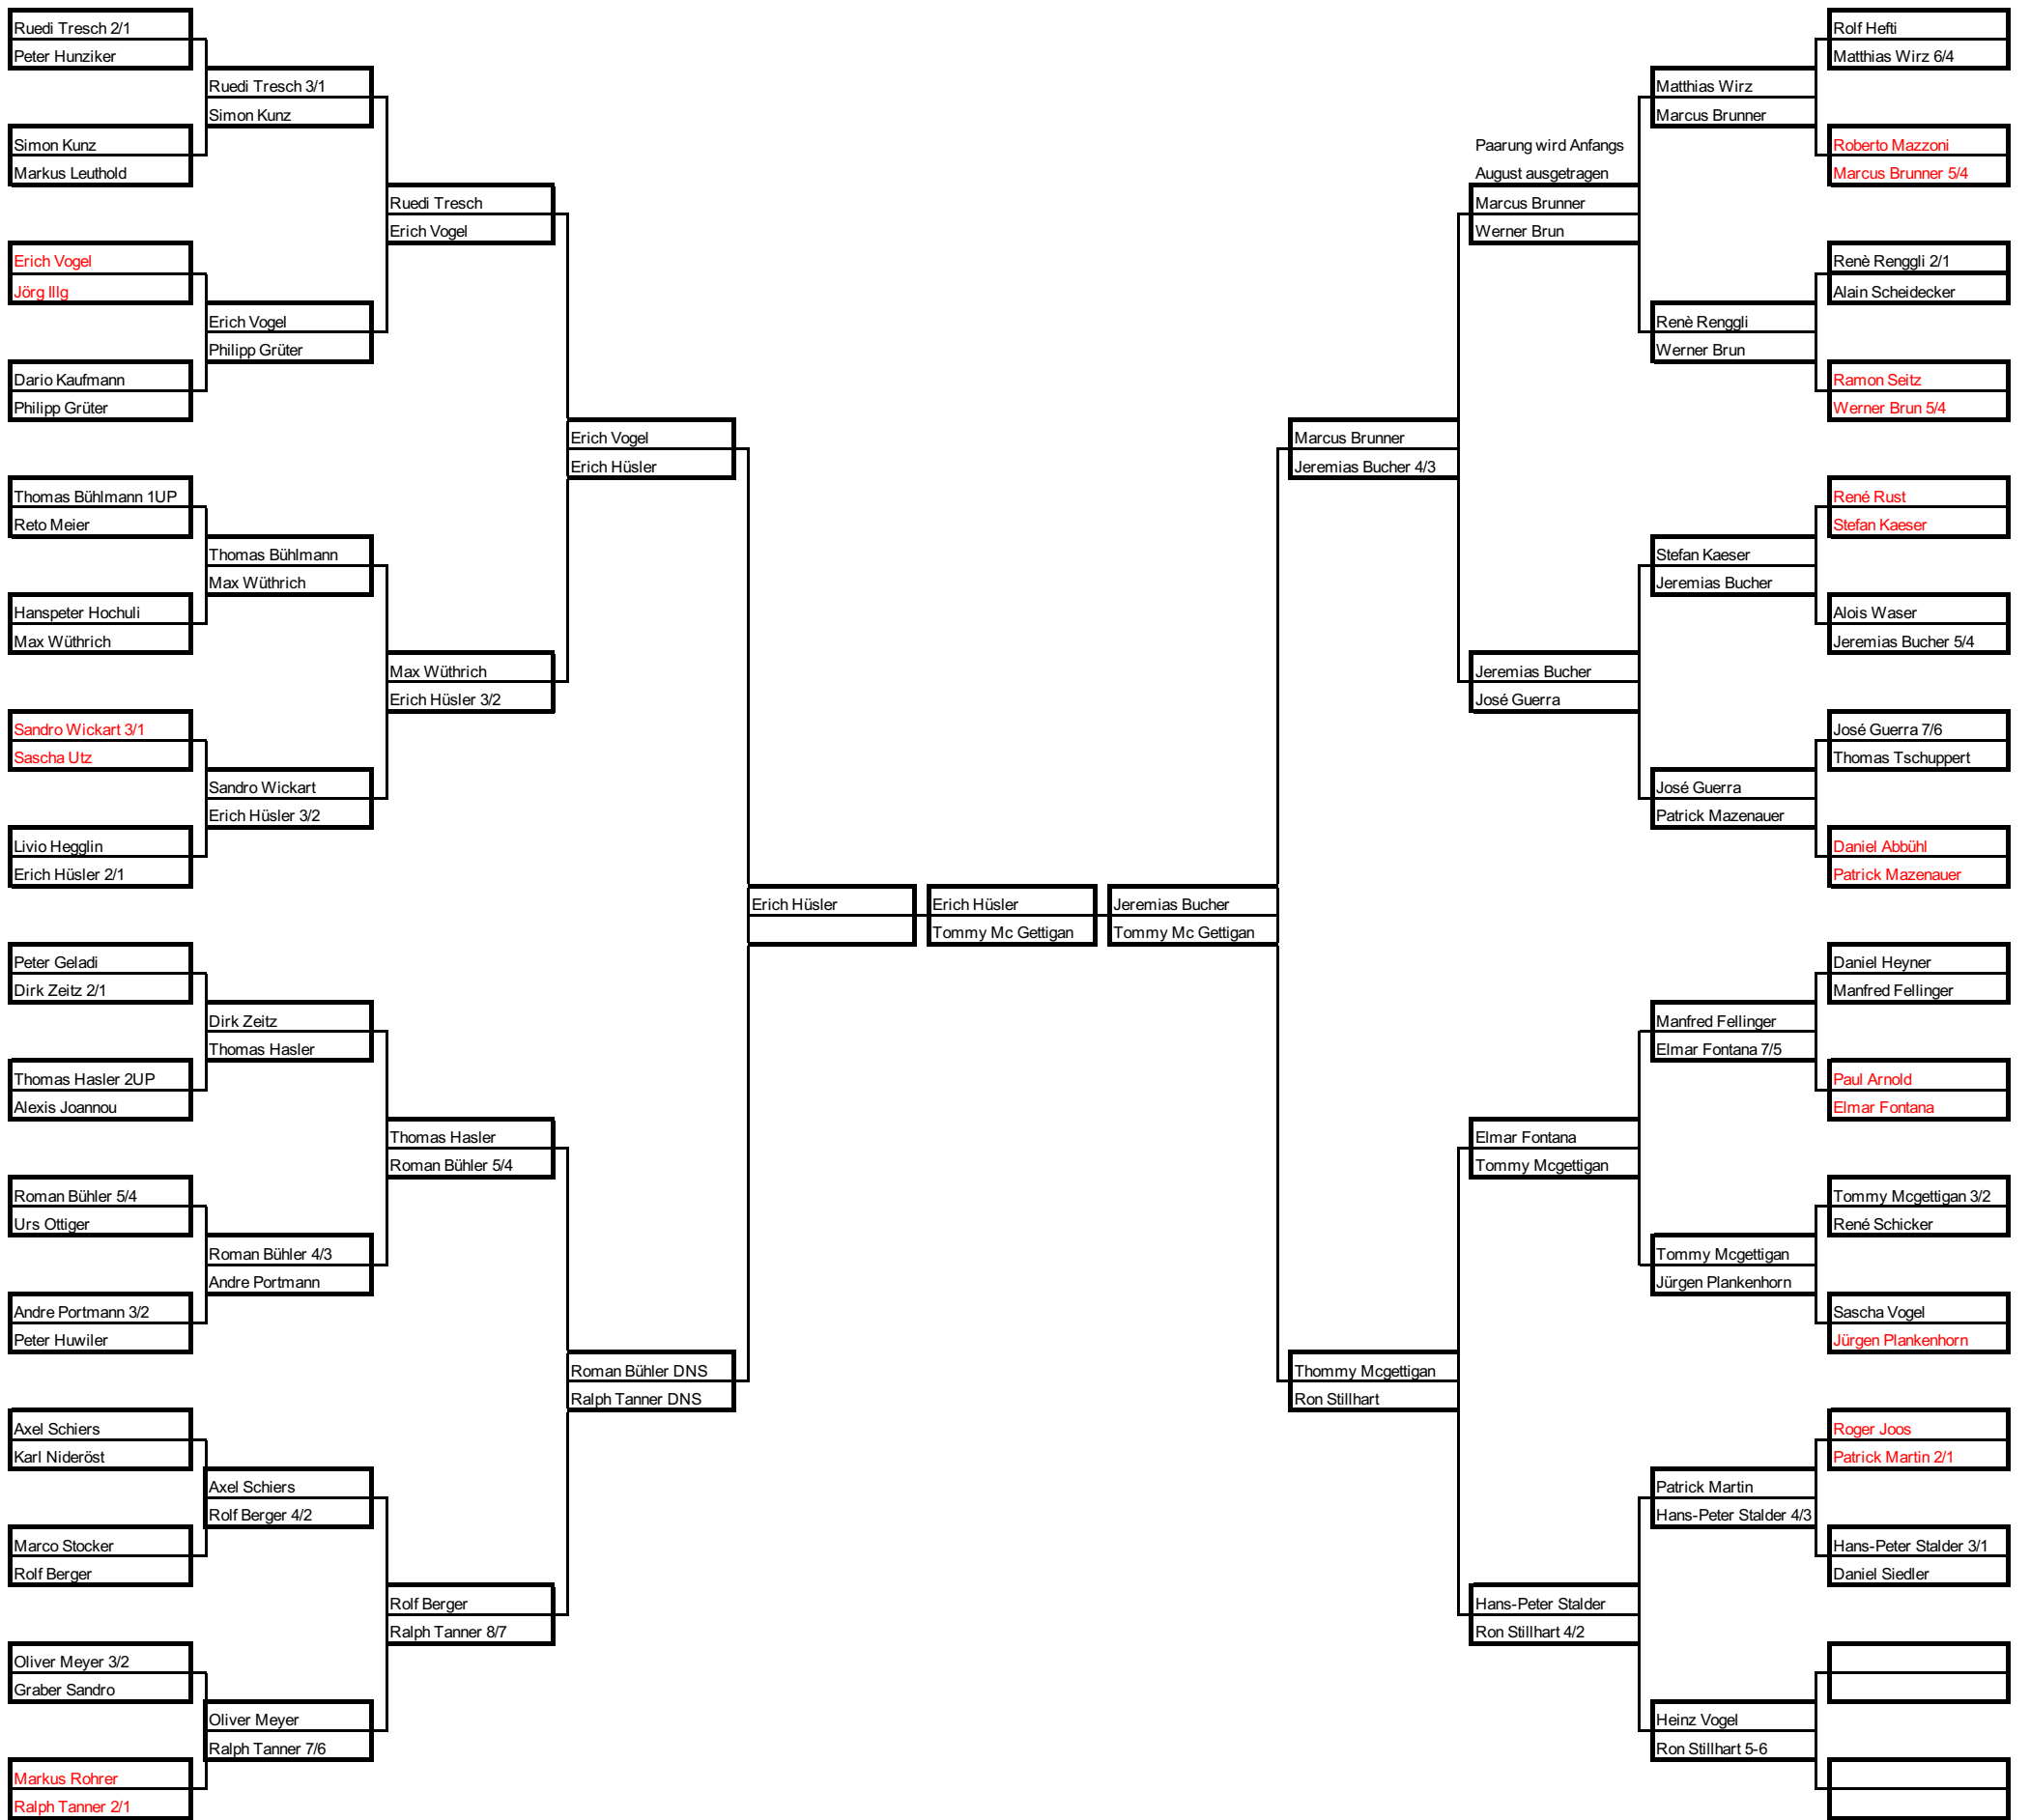 Ruedi Tresch 2/1
Peter Hunziker
Simon Kunz
Markus Leuthold
Erich Vogel
Jörg Illg
Dario Kaufmann
Philipp Grüter
Thomas Bühlmann 1UP
Reto Meier
Hanspeter Hochuli
Max Wüthrich
Sandro Wickart 3/1
Sascha Utz
Livio Hegglin
Erich Hüsler 2/1
Peter Geladi
Dirk Zeitz 2/1
Thomas Hasler 2UP
Alexis Joannou
Roman Bühler 5/4
Urs Ottiger
Andre Portmann 3/2
Peter Huwiler
Axel Schiers
Karl Nideröst
Marco Stocker
Rolf Berger
Oliver Meyer 3/2
Graber Sandro
Markus Rohrer
Ralph Tanner 2/1
Ruedi Tresch 3/1
Simon Kunz
Erich Vogel
Philipp Grüter
Thomas Bühlmann
Max Wüthrich
Sandro Wickart
Erich Hüsler 3/2
Dirk Zeitz
Thomas Hasler
Roman Bühler 4/3
Andre Portmann
Axel Schiers
Rolf Berger 4/2
Oliver Meyer
Ralph Tanner 7/6
Ruedi Tresch
Erich Vogel
Max Wüthrich
Erich Hüsler 3/2
Thomas Hasler
Roman Bühler 5/4
Rolf Berger
Ralph Tanner 8/7
Erich Vogel
Erich Hüsler
Roman Bühler DNS
Ralph Tanner DNS
Erich Hüsler
Erich Hüsler
Tommy Mc Gettigan
Jeremias Bucher
Tommy Mc Gettigan
Marcus Brunner
Jeremias Bucher 4/3
Thommy Mcgettigan
Ron Stillhart
Paarung wird Anfangs
August ausgetragen
Marcus Brunner
Werner Brun
Jeremias Bucher
José Guerra
Elmar Fontana
Tommy Mcgettigan
Hans-Peter Stalder
Ron Stillhart 4/2
Matthias Wirz
Marcus Brunner
Renè Renggli
Werner Brun
Stefan Kaeser
Jeremias Bucher
José Guerra
Patrick Mazenauer
Manfred Fellinger
Elmar Fontana 7/5
Tommy Mcgettigan
Jürgen Plankenhorn
Patrick Martin
Hans-Peter Stalder 4/3
Heinz Vogel
Ron Stillhart 5-6
Rolf Hefti
Matthias Wirz 6/4
Roberto Mazzoni
Marcus Brunner 5/4
Renè Renggli 2/1
Alain Scheidecker
Ramon Seitz
Werner Brun 5/4
René Rust
Stefan Kaeser
Alois Waser
Jeremias Bucher 5/4
José Guerra 7/6
Thomas Tschuppert
Daniel Abbühl
Patrick Mazenauer
Daniel Heyner
Manfred Fellinger
Paul Arnold
Elmar Fontana
Tommy Mcgettigan 3/2
René Schicker
Sascha Vogel
Jürgen Plankenhorn
Roger Joos
Patrick Martin 2/1
Hans-Peter Stalder 3/1
Daniel Siedler